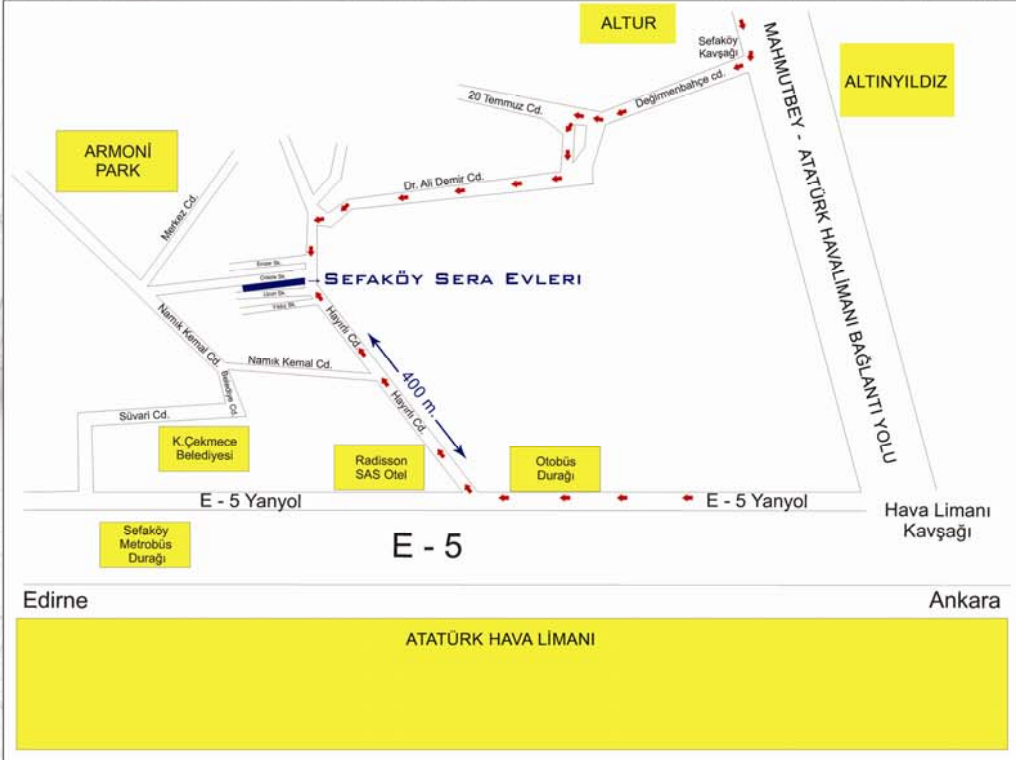 ALTUR
Sefaköy
Kavşağı
MAHMUTBEY - ATATÜRK HAVALİMANI BAĞLANTI YOLU
ALTINYILDIZ
20 Temmuz Cd.
Değirmenbahçe cd.
ARMONİ
PARK
Merkez Cd.
Dr. Ali Demir Cd.
SEFAKÖY SERA EVLERI
Namık Kemal Cd.
Hayırlı Cd.
Namık Kemal Cd.
400 m.
Belediye Cd.
Hayırlı Cd.
Süvari Cd.
K.Çekmece
Belediyesi
Radisson
SAS Otel
Otobüs
Durağı
E - 5 Yanyol
E - 5 Yanyol
Hava Limanı
Kavşağı
Sefaköy
Metrobüs
Durağı
E - 5
Edirne
Ankara
ATATÜRK HAVA LİMANI